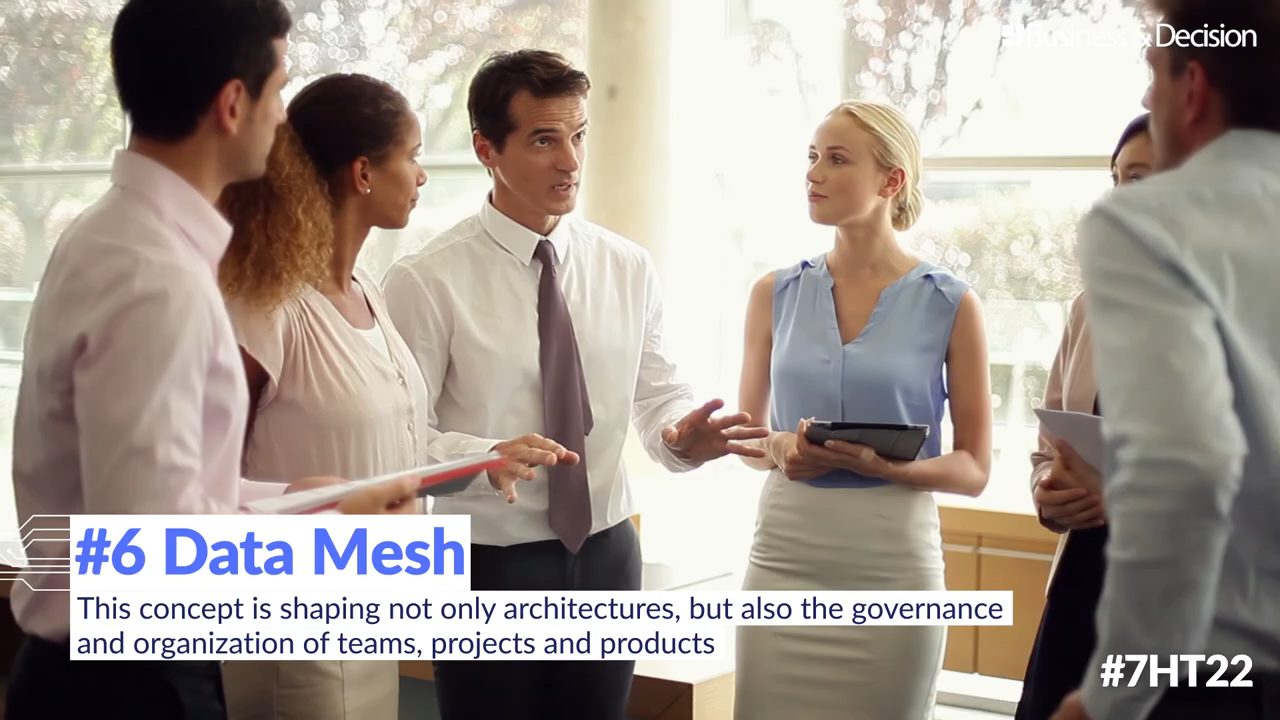 Business & Decision
#6 Data Mesh
This concept is shaping not only architectures, but also the governance
and organization of teams, projects and products
#7HT22